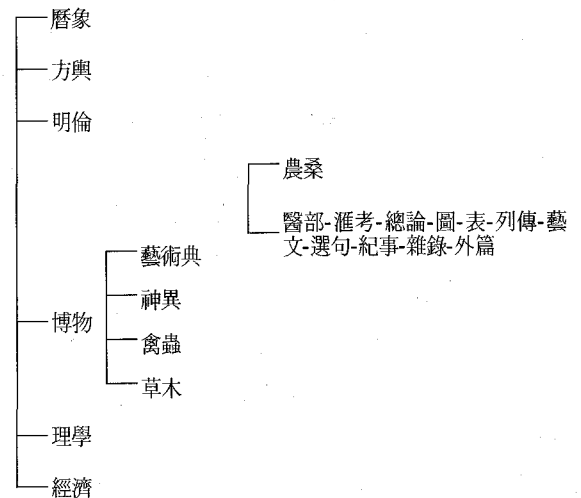 曆象
方輿
明倫
農桑
醫部-滙考-總論-圖-表-列傳-藝
文-選句-紀事-雜錄-外篇
藝術典
神異
博物
禽蟲
草木
理學
經濟